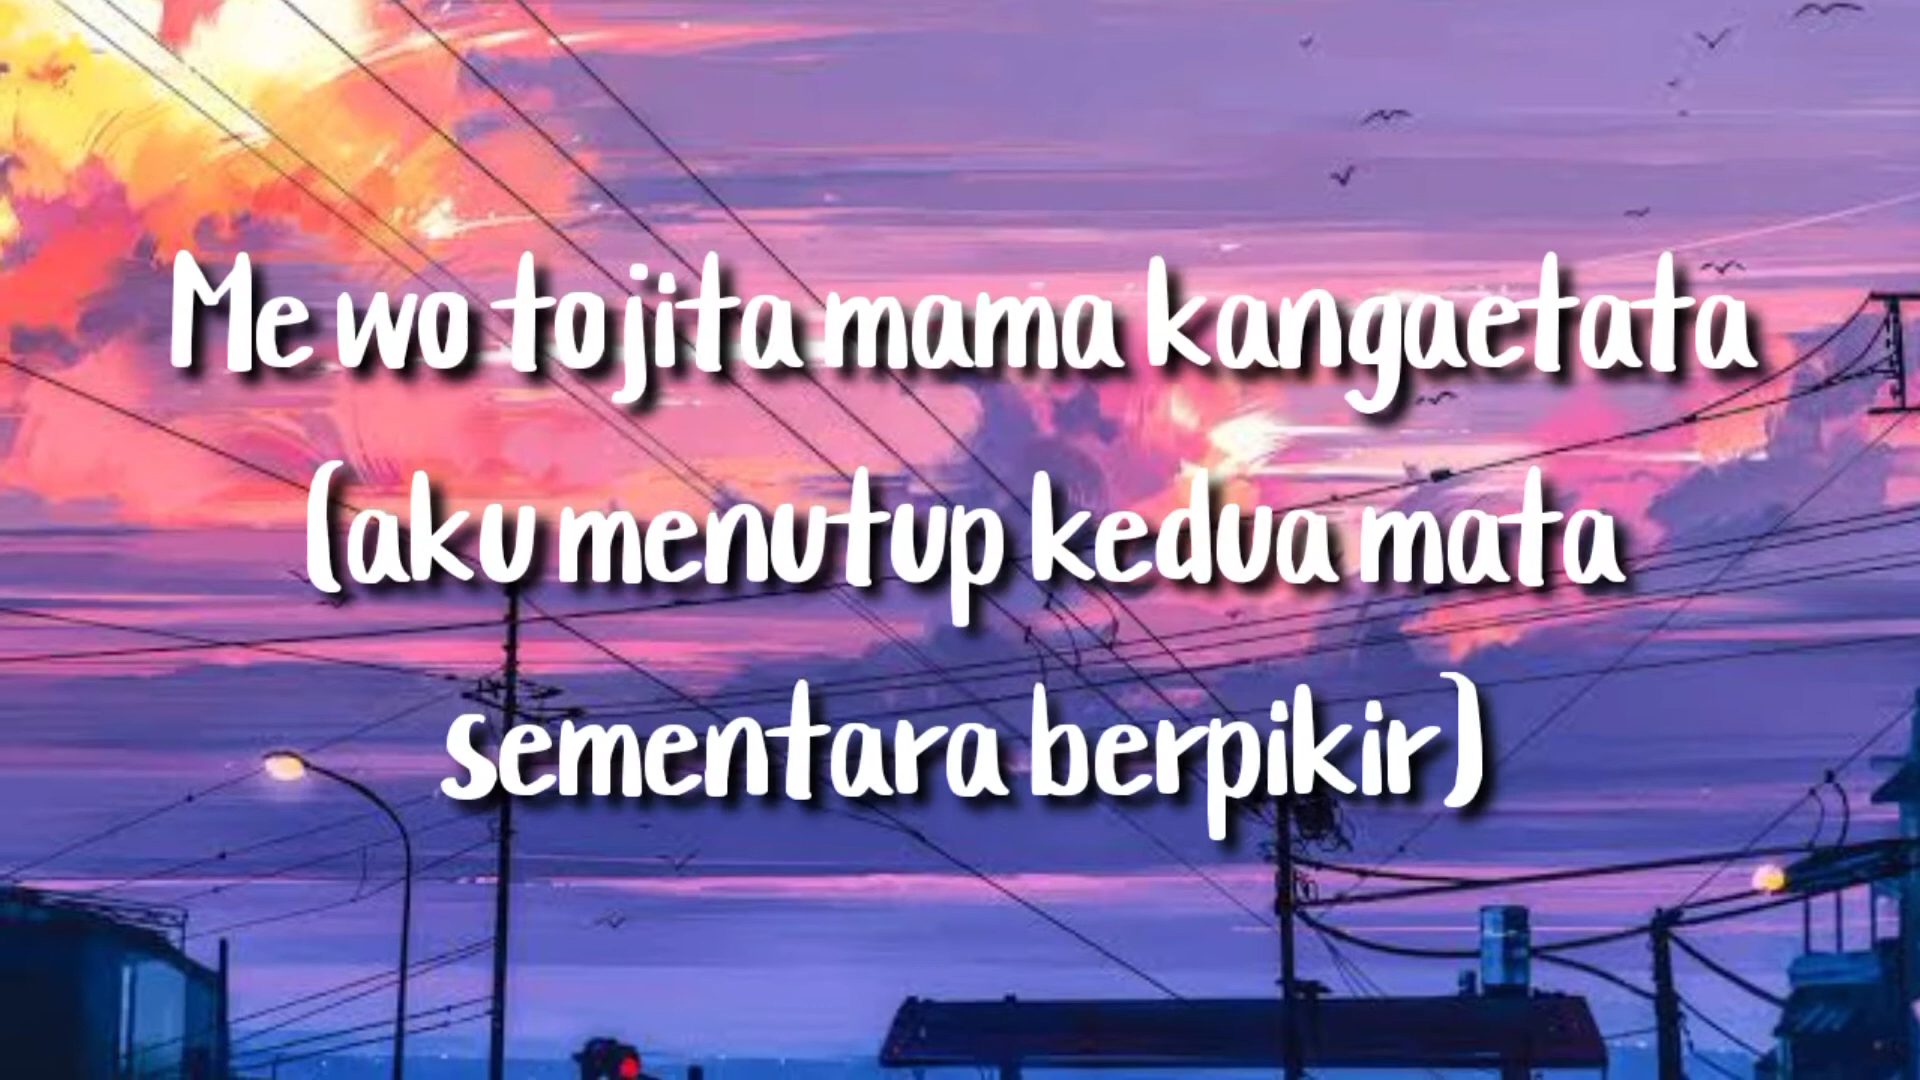 Me wo tojita mama kangaetata
(aku menutup kedua mata
sementara berpikir)